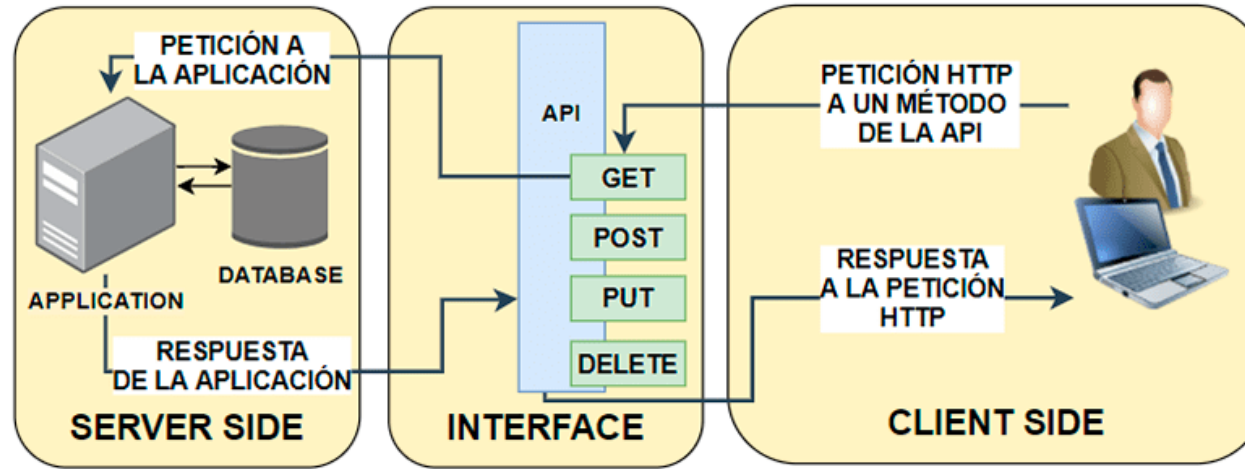 PETICIÓN A
LA APLICACIÓN
DATABASE
APPLICATION
RESPUESTA
DE LA APLICACIÓN
SERVER SIDE
API
GET
POST
PUT
DELETE
INTERFACE
PETICIÓN HTTP
A UN MÉTODO
DE LA API
RESPUESTA
A LA PETICIÓN
HTTP
CLIENT SIDE